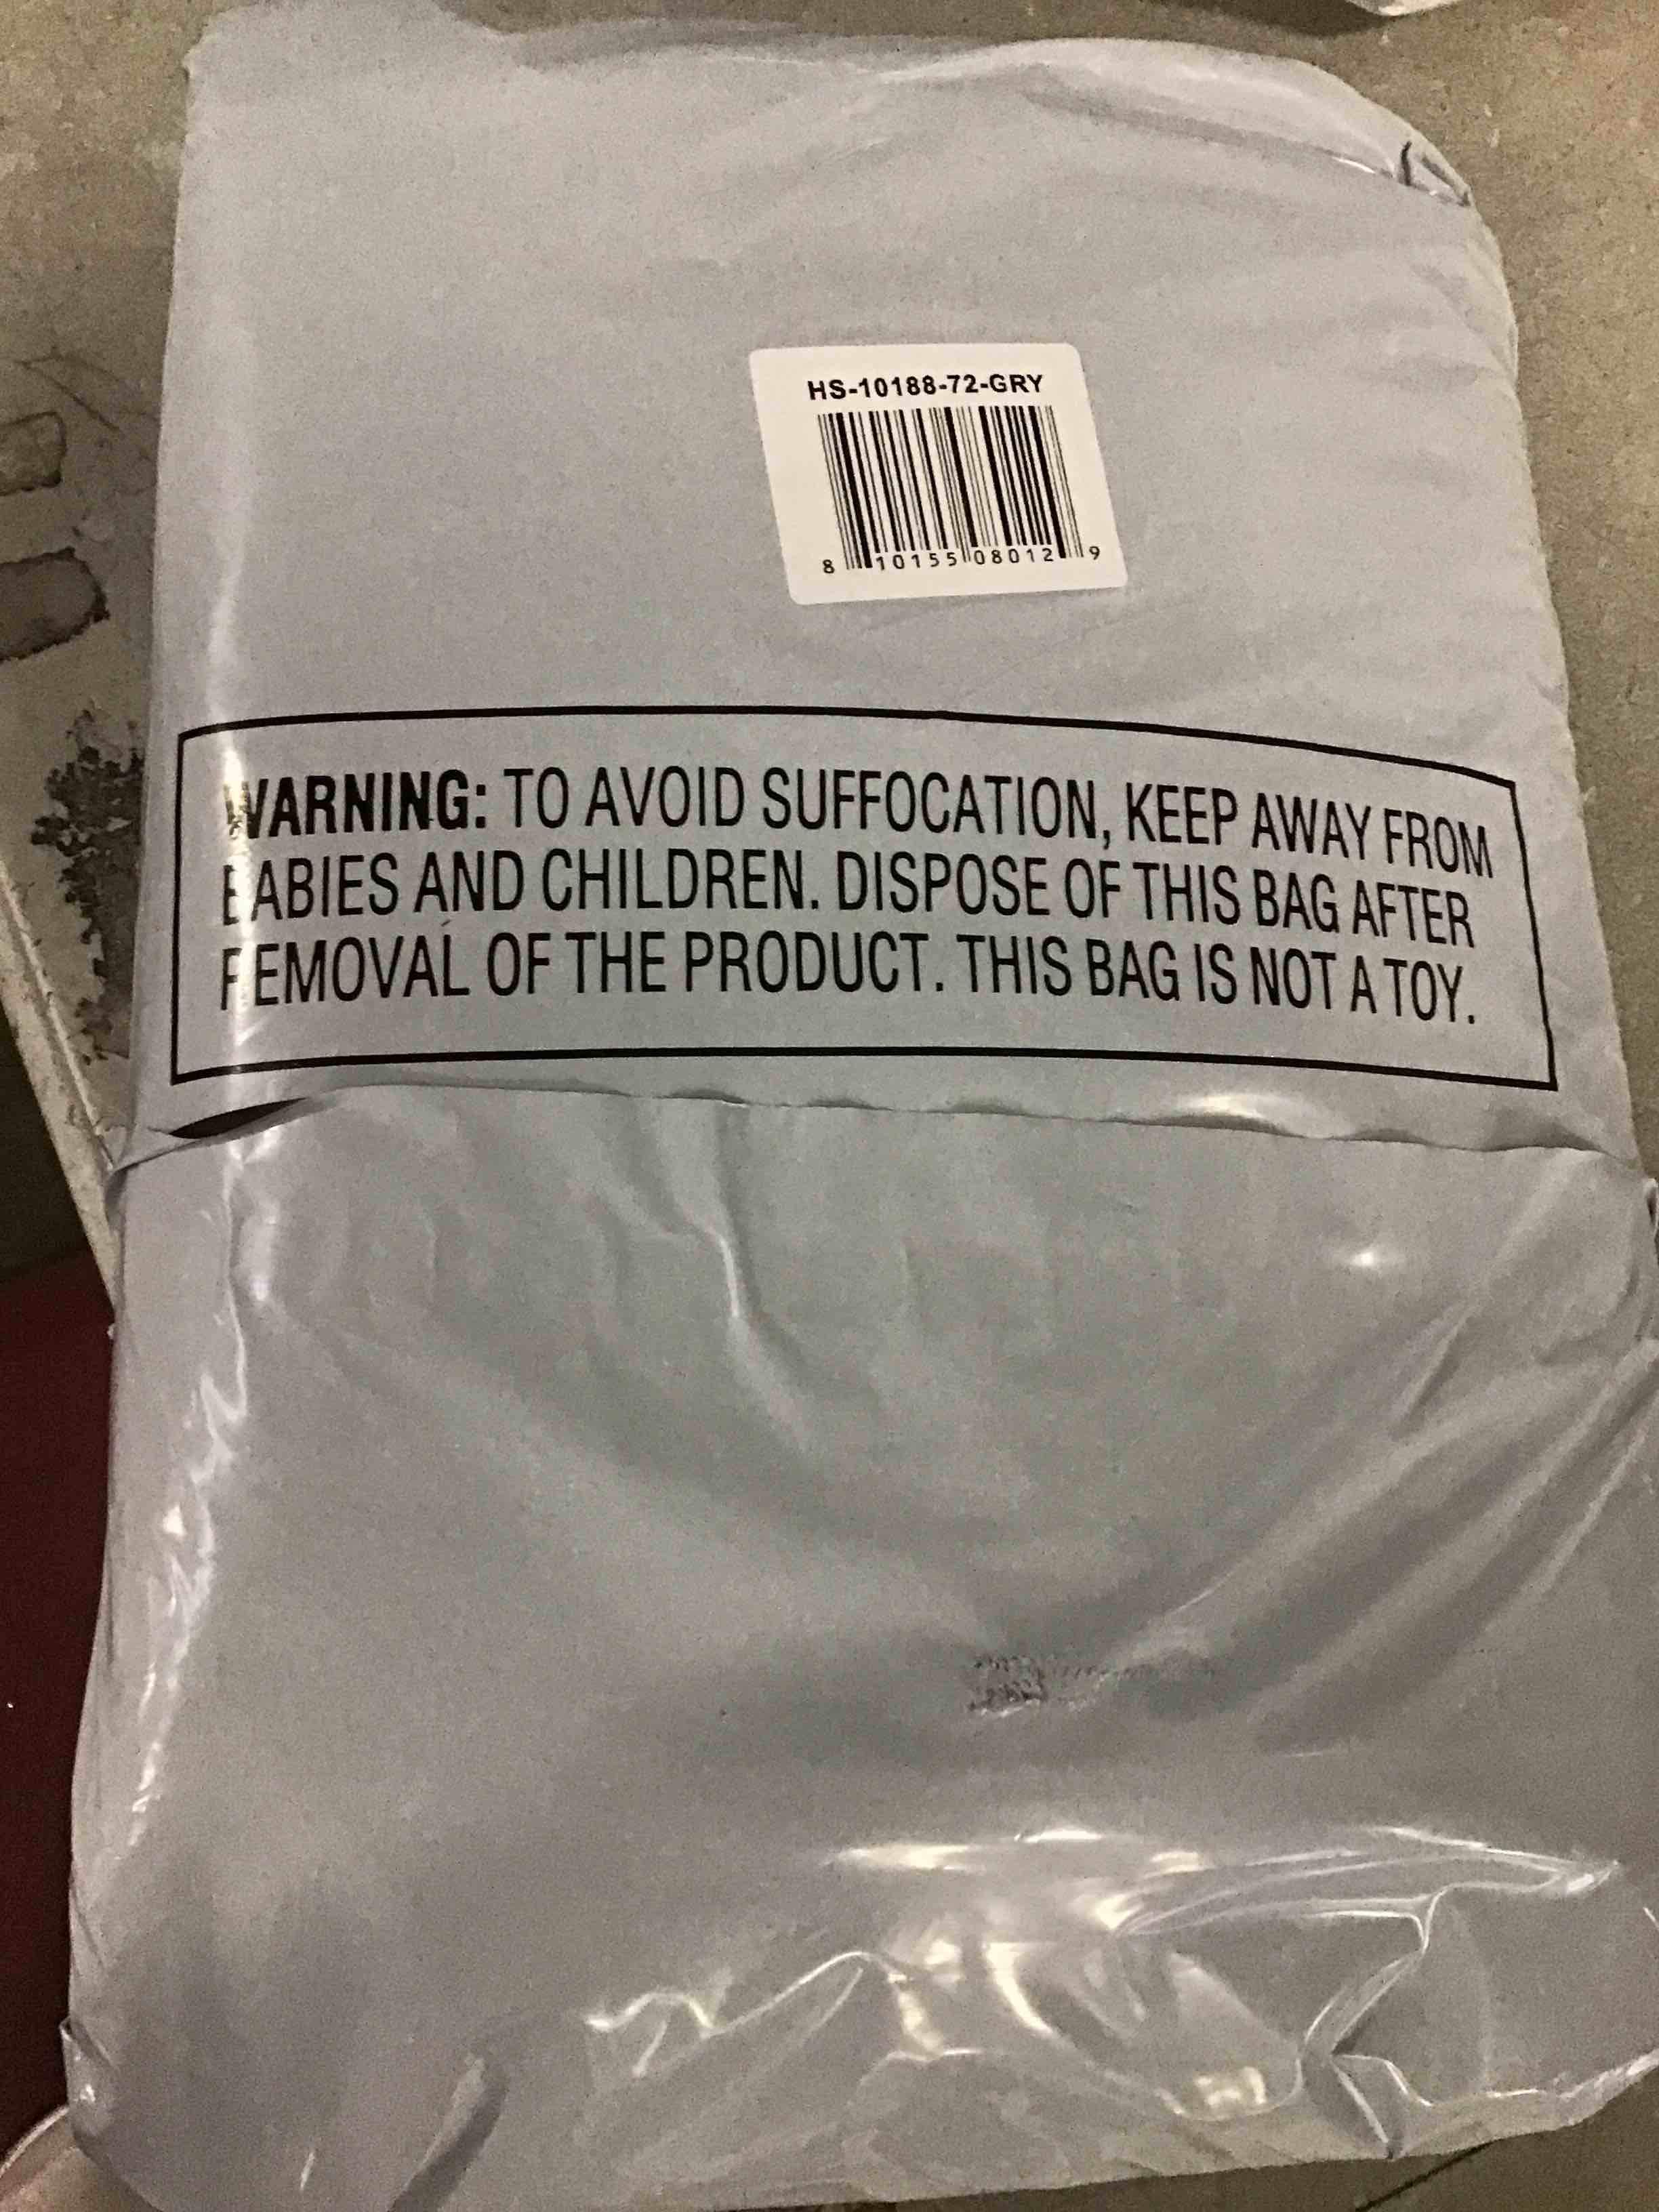 HS-10188-72-GRY
8 10155 08012 9
WARNING: TO AVOID SUFFOCATION, KEEP AWAY FROM
BABIES AND CHILDREN. DISPOSE OF THIS BAG AFTER
REMOVAL OF THE PRODUCT. THIS BAG IS NOT A TOY.